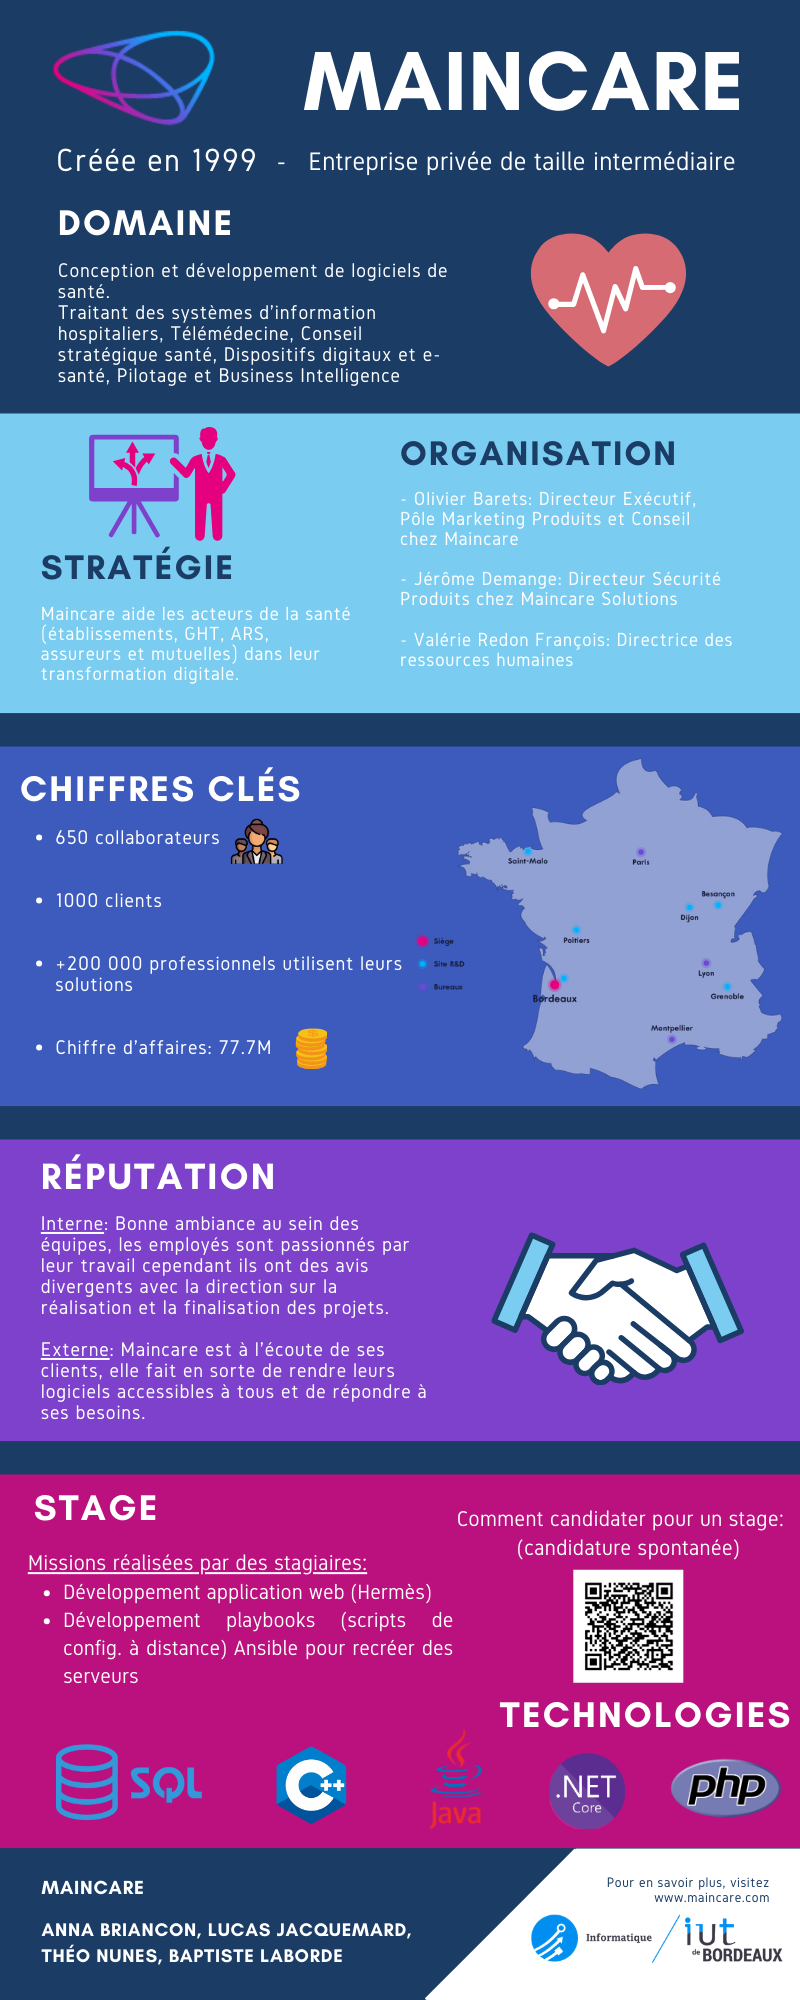 MAINCARE
Créée en 1999 - Entreprise privée de taille intermédiaire
DOMAINE
Conception et développement de logiciels de
santé.
Traitant des systèmes d'information
hospitaliers, Télémédecine, Conseil
stratégique santé, Dispositifs digitaux et e-
santé, Pilotage et Business Intelligence
STRATÉGIE
Maincare aide les acteurs de la santé
(établissements, GHT, ARS,
assureurs et mutuelles) dans leur
transformation digitale.
ORGANISATION
- Olivier Barets: Directeur Exécutif,
Pôle Marketing Produits et Conseil
chez Maincare
- Jérôme Demange: Directeur Sécurité
Produits chez Maincare Solutions
- Valérie Redon François: Directrice des
ressources humaines
CHIFFRES CLÉS
• 650 collaborateurs
• 1000 clients
• +200 000 professionnels utilisent leurs
solutions
• Chiffre d'affaires: 77.7M
Siège
Site R&D
Bureaux
Saint-Malo
Paris
Besançon
Dijon
Poitiers
Lyon
Grenoble
Bordeaux
Montpellier
RÉPUTATION
Interne: Bonne ambiance au sein des
équipes, les employés sont passionnés par
leur travail cependant ils ont des avis
divergents avec la direction sur la
réalisation et la finalisation des projets.
Externe: Maincare est à l'écoute de ses
clients, elle fait en sorte de rendre leurs
logiciels accessibles à tous et de répondre à
ses besoins.
STAGE
Missions réalisées par des stagiaires:
• Développement application web (Hermès)
• Développement playbooks (scripts de
config. à distance) Ansible pour recréer des
serveurs
Comment candidater pour un stage:
(candidature spontanée)
TECHNOLOGIES
SQL
C++
Java
.NET
Core
php
MAINCARE
ANNA BRIANCON, LUCAS JACQUEMARD,
THÉO NUNES, BAPTISTE LABORDE
Pour en savoir plus, visitez
www.maincare.com
Informatique
iut
de BORDEAUX